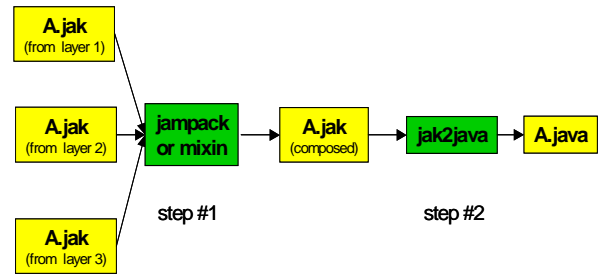 A.jak
(from layer 1)
A.jak
(from layer 2)
A.jak
(from layer 3)
jampack
or mixin
A.jak
(composed)
jak2java
A.java
step #1
step #2